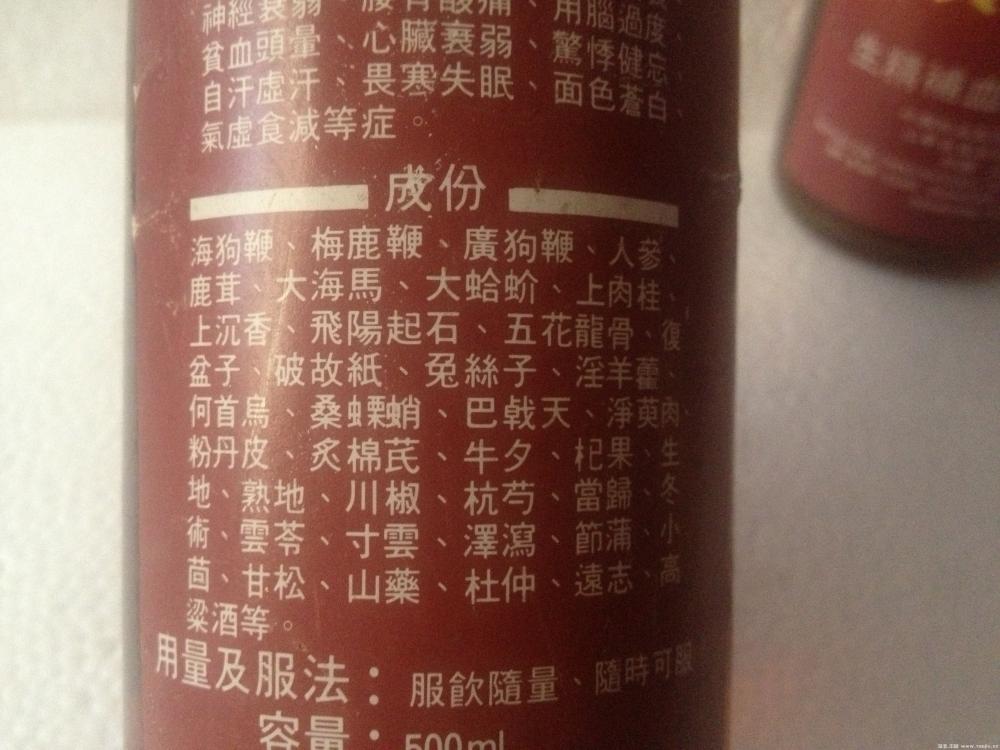 神經衰弱、腰骨酸痛、用腦過度、
貧血頭暈、心臟衰弱、驚悸健忘、
自汗虛汗、畏寒失眠、面色蒼白、
氣虛食減等症。
成份
海狗鞭、梅鹿鞭、廣狗鞭、人參、
鹿茸、大海馬、大蛤蚧、上肉桂、
上沉香、飛陽起石、五花龍骨、復
盆子、破故紙、兔絲子、淫羊藿、
何首烏、桑螵蛸、巴戟天、淨萸肉、
粉丹皮、炙棉芪、牛夕、杞果、生
地、熟地、川椒、杭芍、當歸、冬
術、雲苓、寸雲、澤瀉、節蒲、小
茴、甘松、山藥、杜仲、遠志、高
粱酒等。
用量及服法：服飲隨量、隨時可服
容量：500ml
生精補血